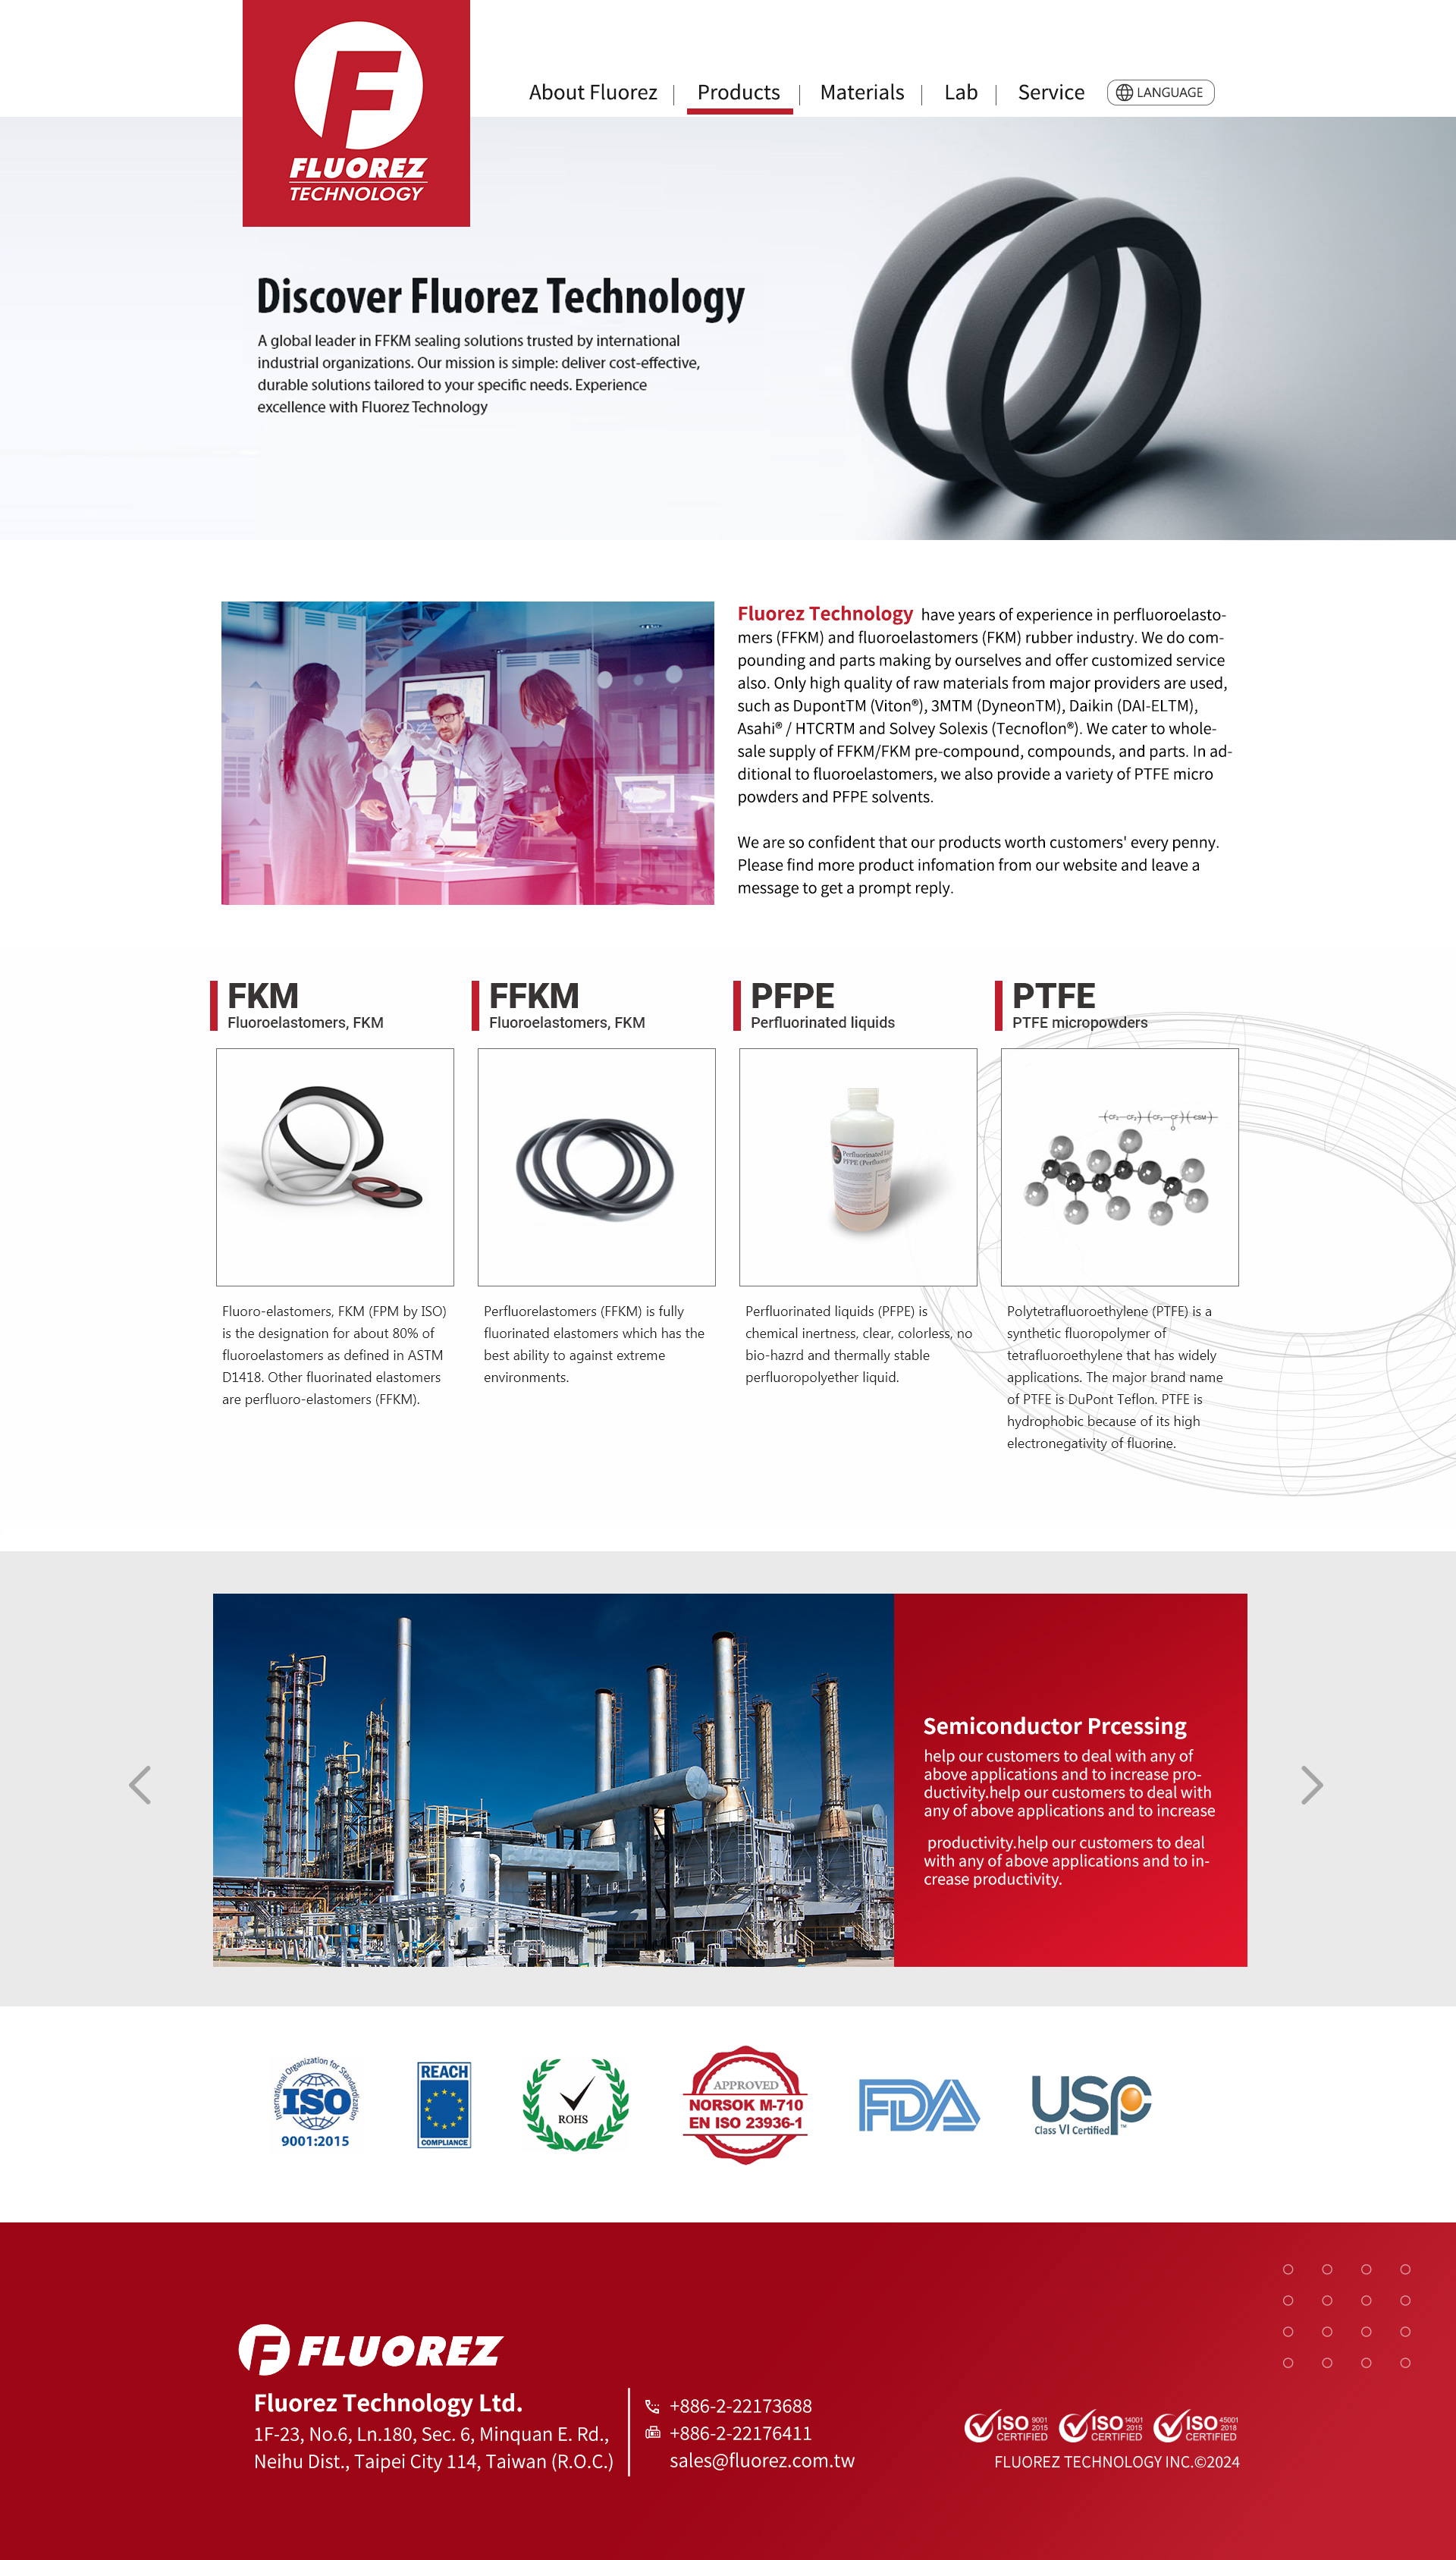 FLUOREZ
TECHNOLOGY
About Fluorez
Products
Materials
Lab
Service
LANGUAGE
Discover Fluorez Technology
A global leader in FFKM sealing solutions trusted by international
industrial organizations. Our mission is simple: deliver cost-effective,
durable solutions tailored to your specific needs. Experience
excellence with Fluorez Technology
Fluorez Technology have years of experience in perfluoroelasto-
mers (FFKM) and fluoroelastomers (FKM) rubber industry. We do com-
pounding and parts making by ourselves and offer customized service
also. Only high quality of raw materials from major providers are used,
such as DupontTM (Viton®), 3MTM (DyneonTM), Daikin (DAI-ELTM),
Asahi® / HTCRTM and Solvey Solexis (Tecnoflon®). We cater to whole-
sale supply of FFKM/FKM pre-compound, compounds, and parts. In ad-
ditional to fluoroelastomers, we also provide a variety of PTFE micro
powders and PFPE solvents.
We are so confident that our products worth customers' every penny.
Please find more product infomation from our website and leave a
message to get a prompt reply.
FKM
Fluoroelastomers, FKM
Fluoro-elastomers, FKM (FPM by ISO)
is the designation for about 80% of
fluoroelastomers as defined in ASTM
D1418. Other fluorinated elastomers
are perfluoro-elastomers (FFKM).
FFKM
Fluoroelastomers, FKM
Perfluorelastomers (FFKM) is fully
fluorinated elastomers which has the
best ability to against extreme
environments.
PFPE
Perfluorinated liquids
Perfluorinated Liqu
PFPE (Perfluorop
Perfluorinated liquids (PFPE) is
chemical inertness, clear, colorless, no
bio-hazrd and thermally stable
perfluoropolyether liquid.
PTFE
PTFE micropowders
Polytetrafluoroethylene (PTFE) is a
synthetic fluoropolymer of
tetrafluoroethylene that has widely
applications. The major brand name
of PTFE is DuPont Teflon. PTFE is
hydrophobic because of its high
electronegativity of fluorine.
Semiconductor Prcessing
help our customers to deal with any of
above applications and to increase pro-
ductivity.help our customers to deal with
any of above applications and to increase
productivity.help our customers to deal
with any of above applications and to in-
crease productivity.
International Organization for Standardization
ISO
9001:2015
REACH
COMPLIANCE
ROHS
APPROVED
NORSOK M-710
EN ISO 23936-1
FDA
USP
Class VI Certified ™
FLUOREZ
Fluorez Technology Ltd.
1F-23, No.6, Ln.180, Sec. 6, Minquan E. Rd.,
Neihu Dist., Taipei City 114, Taiwan (R.O.C.)
+886-2-22173688
+886-2-22176411
sales@fluorez.com.tw
ISO 9001 2015 CERTIFIED
ISO 14001 2015 CERTIFIED
ISO 45001 2018 CERTIFIED
FLUOREZ TECHNOLOGY INC.©2024